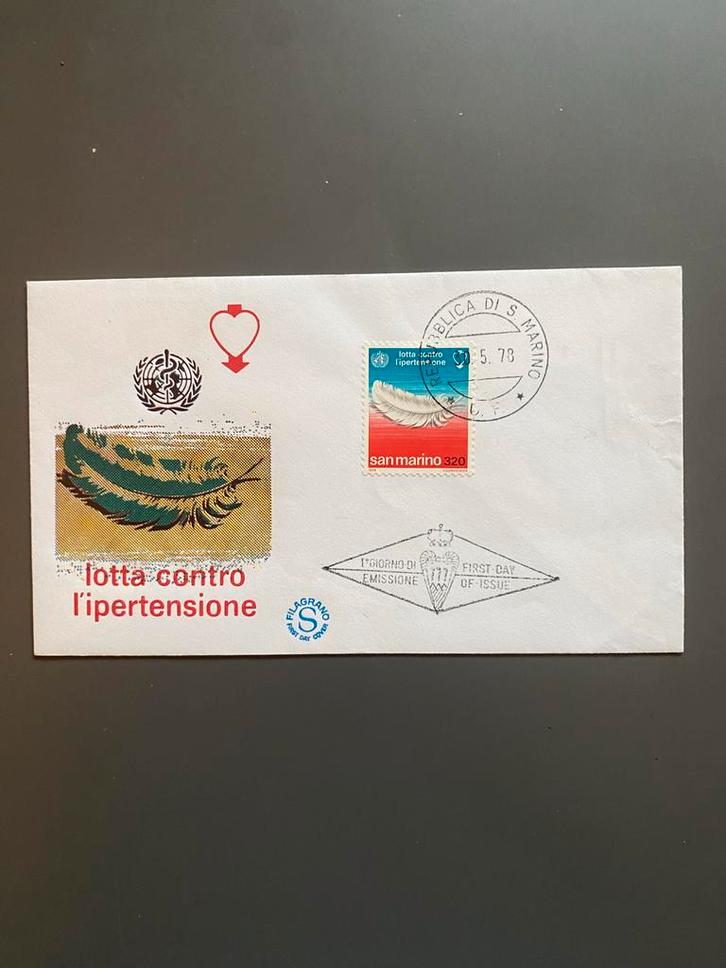 lotta contro
l'ipertensione
FILAGRANO
S
FIRST DAY COVER
lotta contro
l'ipertensione
san marino 320
REPUBBLICA DI S. MARINO
.5.78
U. F.
1° GIORNO DI
EMISSIONE
FIRST-DAY
OF-ISSUE